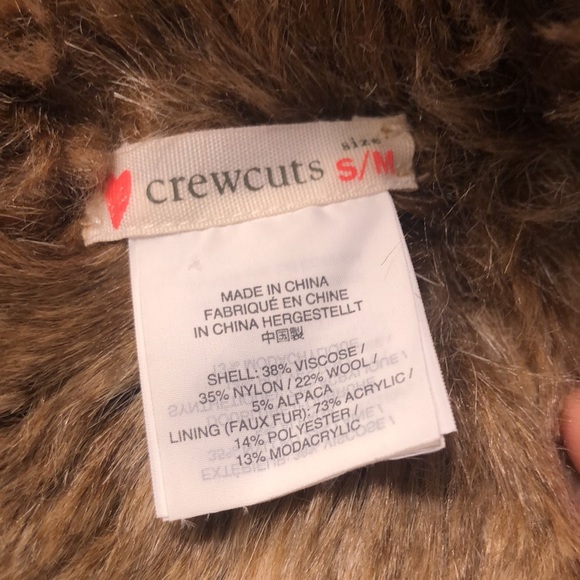 crewcuts
size
S/M
MADE IN CHINA
FABRIQUÉ EN CHINE
IN CHINA HERGESTELLT
中国製
SHELL: 38% VISCOSE /
35% NYLON / 22% WOOL /
5% ALPACA
LINING (FAUX FUR): 73% ACRYLIC /
14% POLYESTER /
13% MODACRYLIC